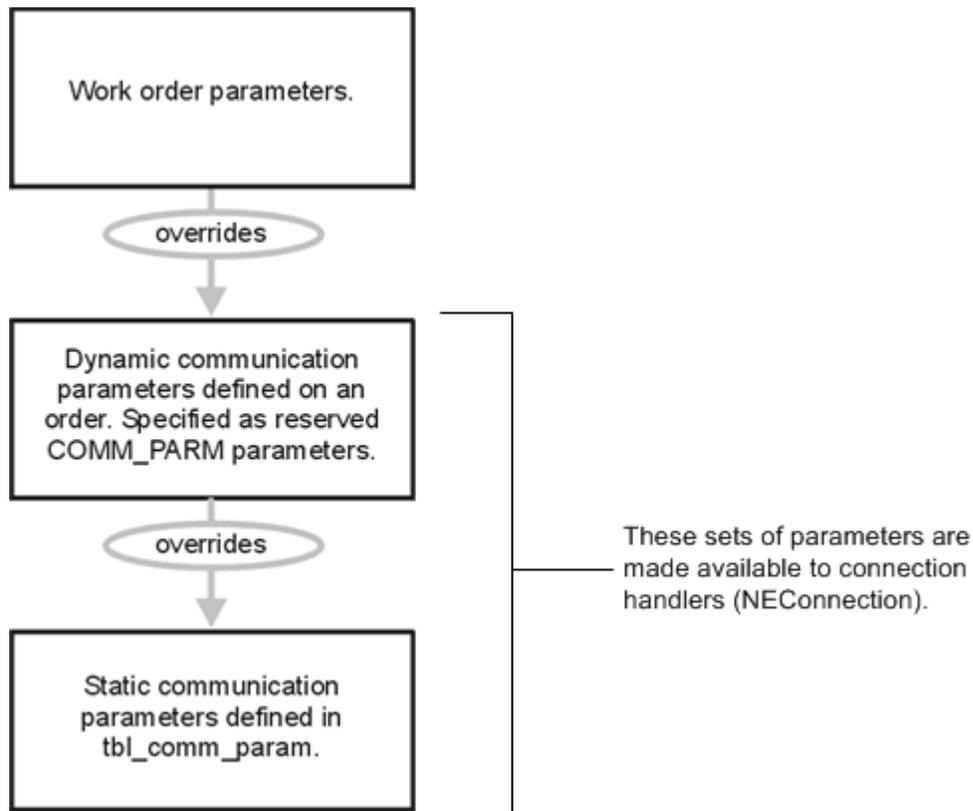 Work order parameters.
overrides
Dynamic communication
parameters defined on an
order. Specified as reserved
COMM_PARM parameters.
overrides
These sets of parameters are
made available to connection
handlers (NEConnection).
Static communication
parameters defined in
tbl_comm_param.